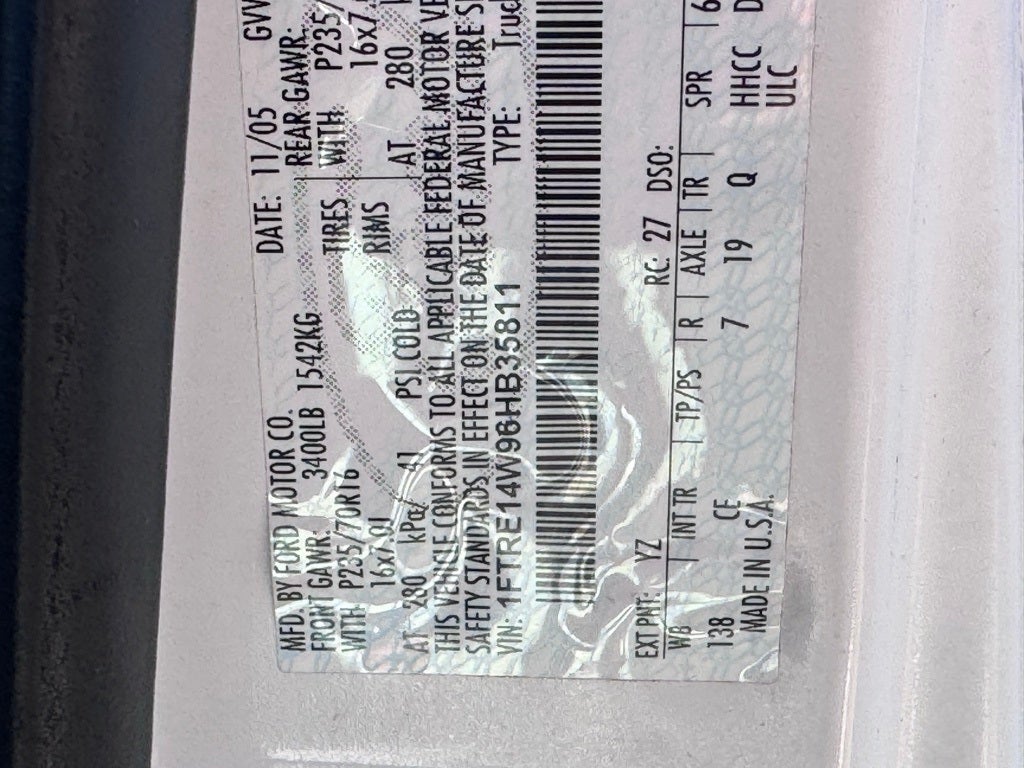 MFD. BY FORD MOTOR CO. DATE: 11/05 GVW
FRONT GAWR: 3400LB 1542KG REAR GAWR:
WITH P235/70R16 TIRES WITH P235/
16x7.0J RIMS 16x7.
AT 280 kPa/ 41 PSI COLD AT 280
THIS VEHICLE CONFORMS TO ALL APPLICABLE FEDERAL MOTOR VE
SAFETY STANDARDS IN EFFECT ON THE DATE OF MANUFACTURE S
VIN: 1FTRE14W96HB35811 TYPE: Truc
EXT PNT: YZ RC: 27 DSO:
WB INT TR TP/PS R AXLE TR SPR
138 CE 7 19 Q HHCC
MADE IN U.S.A. ULC